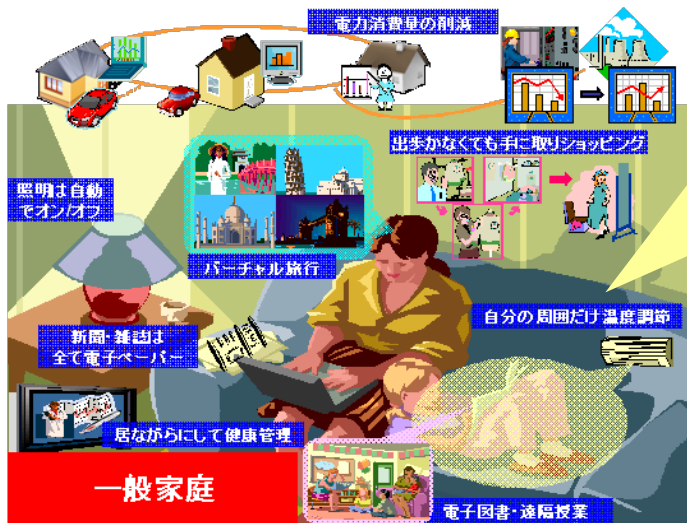 電力消費量の削減
出歩かなくても手に取りショッピング
照明は自動
でオン/オフ
バーチャル旅行
自分の周囲だけ温度調節
新聞・雑誌は
全て電子ペーパー
居ながらにして健康管理
一般家庭
電子図書・遠隔授業